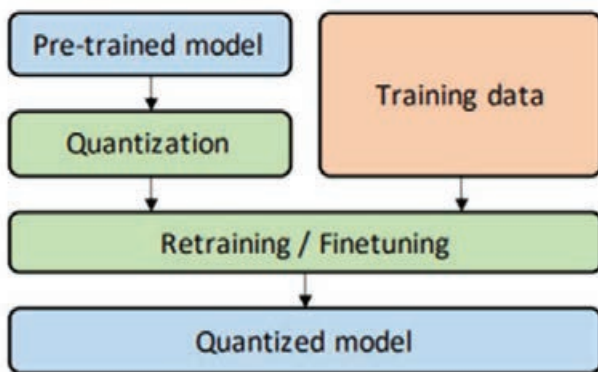 Pre-trained model
Training data
Quantization
Retraining / Finetuning
Quantized model